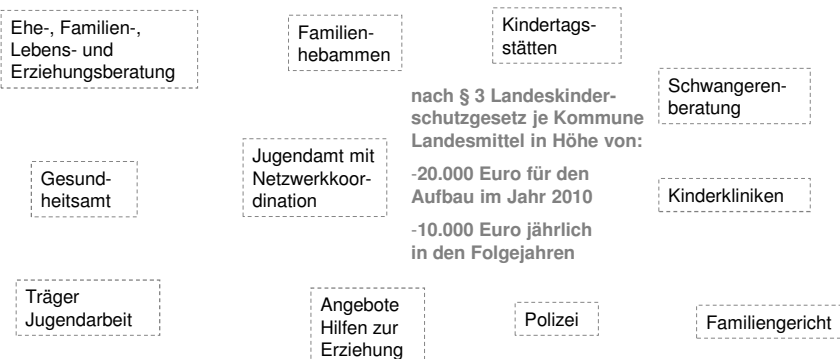 Ehe-, Familien-,
Lebens- und
Erziehungsberatung
Familien-
hebammen
Kindertags-
stätten
Schwangeren-
beratung
nach § 3 Landeskinder-
schutzgesetz je Kommune
Landesmittel in Höhe von:
-20.000 Euro für den
Aufbau im Jahr 2010
-10.000 Euro jährlich
in den Folgejahren
Gesund-
heitsamt
Jugendamt mit
Netzwerkkoor-
dination
Kinderkliniken
Träger
Jugendarbeit
Angebote
Hilfen zur
Erziehung
Polizei
Familiengericht